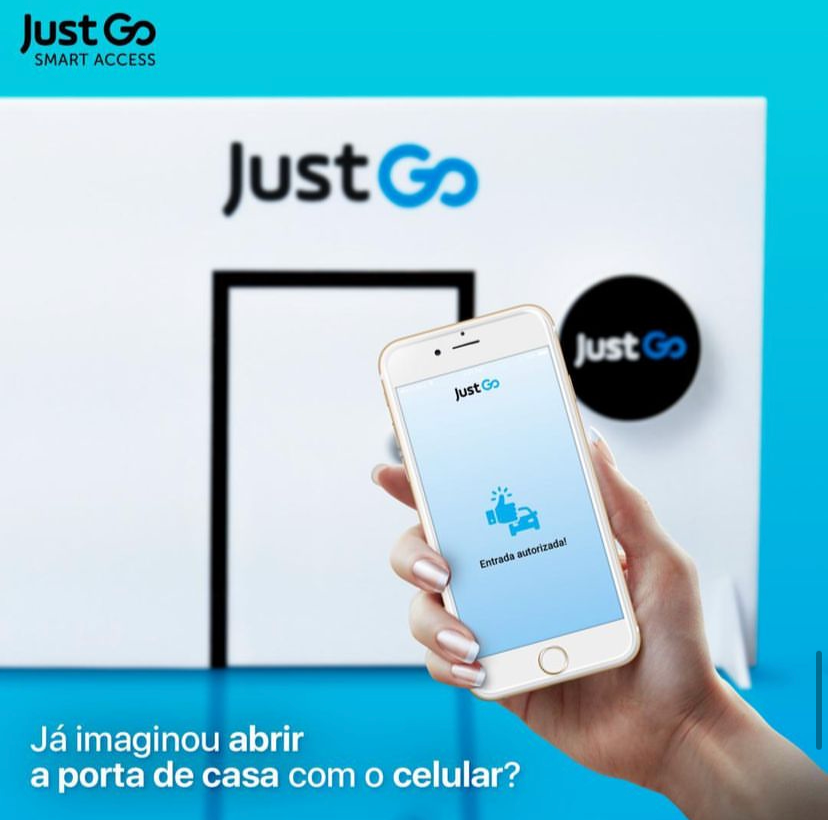 Just Go
SMART ACCESS
Just Go
Just Go
Just Go
Entrada autorizada!
Já imaginou abrir
a porta de casa com o celular?